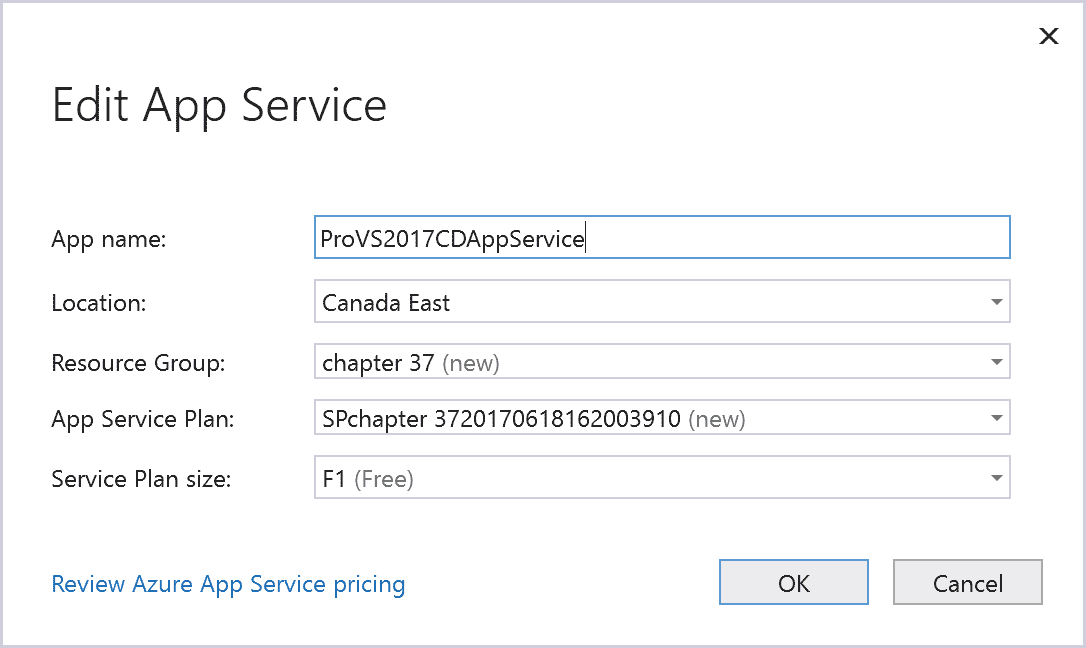 Edit App Service
App name: ProVS2017CDAppService
Location: Canada East
Resource Group: chapter 37 (new)
App Service Plan: SPchapter 3720170618162003910 (new)
Service Plan size: F1 (Free)
Review Azure App Service pricing OK Cancel